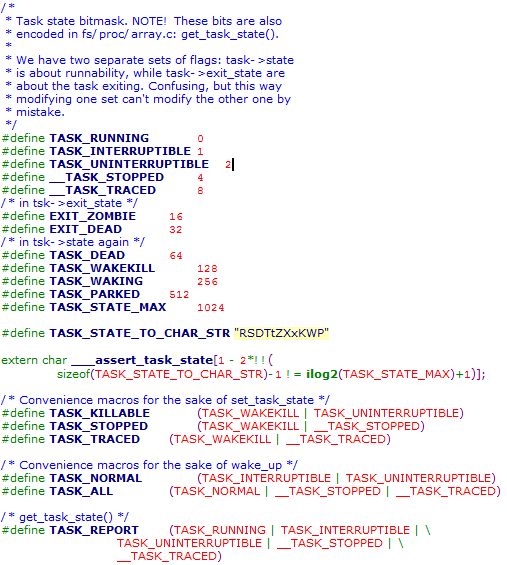 /*
 * Task state bitmask. NOTE! These bits are also
 * encoded in fs/proc/array.c: get_task_state().
 *
 * We have two separate sets of flags: task->state
 * is about runnability, while task->exit_state are
 * about the task exiting. Confusing, but this way
 * modifying one set can't modify the other one by
 * mistake.
 */
#define TASK_RUNNING 0
#define TASK_INTERRUPTIBLE 1
#define TASK_UNINTERRUPTIBLE 2
#define __TASK_STOPPED 4
#define __TASK_TRACED 8
/* in tsk->exit_state */
#define EXIT_ZOMBIE 16
#define EXIT_DEAD 32
/* in tsk->state again */
#define TASK_DEAD 64
#define TASK_WAKEKILL 128
#define TASK_WAKING 256
#define TASK_PARKED 512
#define TASK_STATE_MAX 1024
#define TASK_STATE_TO_CHAR_STR "RSDTtZXxKWP"
extern char ___assert_task_state[1 - 2*!!(
sizeof(TASK_STATE_TO_CHAR_STR)-1 != ilog2(TASK_STATE_MAX)+1)];
/* Convenience macros for the sake of set_task_state */
#define TASK_KILLABLE (TASK_WAKEKILL | TASK_UNINTERRUPTIBLE)
#define TASK_STOPPED (TASK_WAKEKILL | __TASK_STOPPED)
#define TASK_TRACED (TASK_WAKEKILL | __TASK_TRACED)
/* Convenience macros for the sake of wake_up */
#define TASK_NORMAL (TASK_INTERRUPTIBLE | TASK_UNINTERRUPTIBLE)
#define TASK_ALL (TASK_NORMAL | __TASK_STOPPED | __TASK_TRACED)
/* get_task_state() */
#define TASK_REPORT (TASK_RUNNING | TASK_INTERRUPTIBLE | \
TASK_UNINTERRUPTIBLE | __TASK_STOPPED | \
__TASK_TRACED)